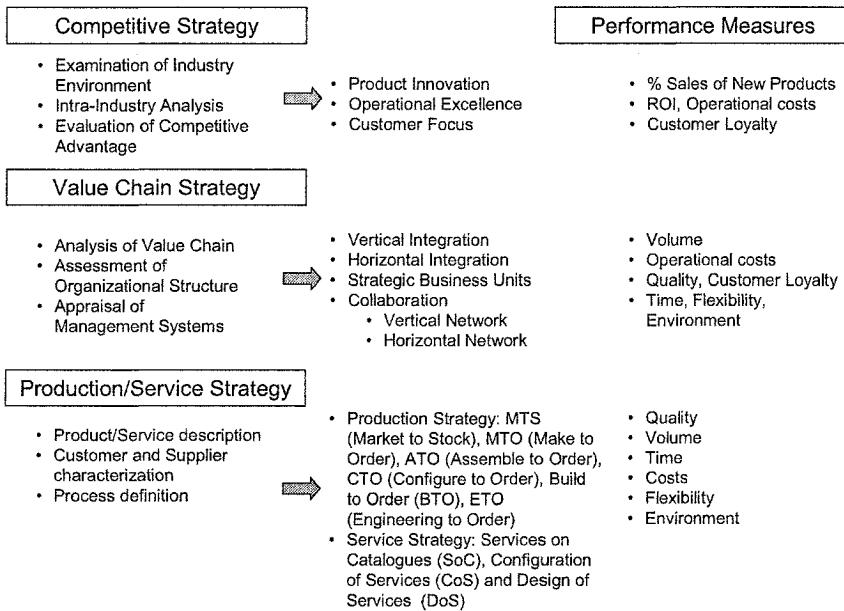 Competitive Strategy
Performance Measures
• Examination of Industry
Environment
• Intra-Industry Analysis
• Evaluation of Competitive
Advantage
• Product Innovation
• Operational Excellence
• Customer Focus
• % Sales of New Products
• ROI, Operational costs
• Customer Loyalty
Value Chain Strategy
• Analysis of Value Chain
• Assessment of
Organizational Structure
• Appraisal of
Management Systems
• Vertical Integration
• Horizontal Integration
• Strategic Business Units
• Collaboration
• Vertical Network
• Horizontal Network
• Volume
• Operational costs
• Quality, Customer Loyalty
• Time, Flexibility,
Environment
Production/Service Strategy
• Product/Service description
• Customer and Supplier
characterization
• Process definition
• Production Strategy: MTS
(Market to Stock), MTO (Make to
Order), ATO (Assemble to Order),
CTO (Configure to Order), Build
to Order (BTO), ETO
(Engineering to Order)
• Service Strategy: Services on
Catalogues (SoC), Configuration
of Services (CoS) and Design of
Services (DoS)
• Quality
• Volume
• Time
• Costs
• Flexibility
• Environment